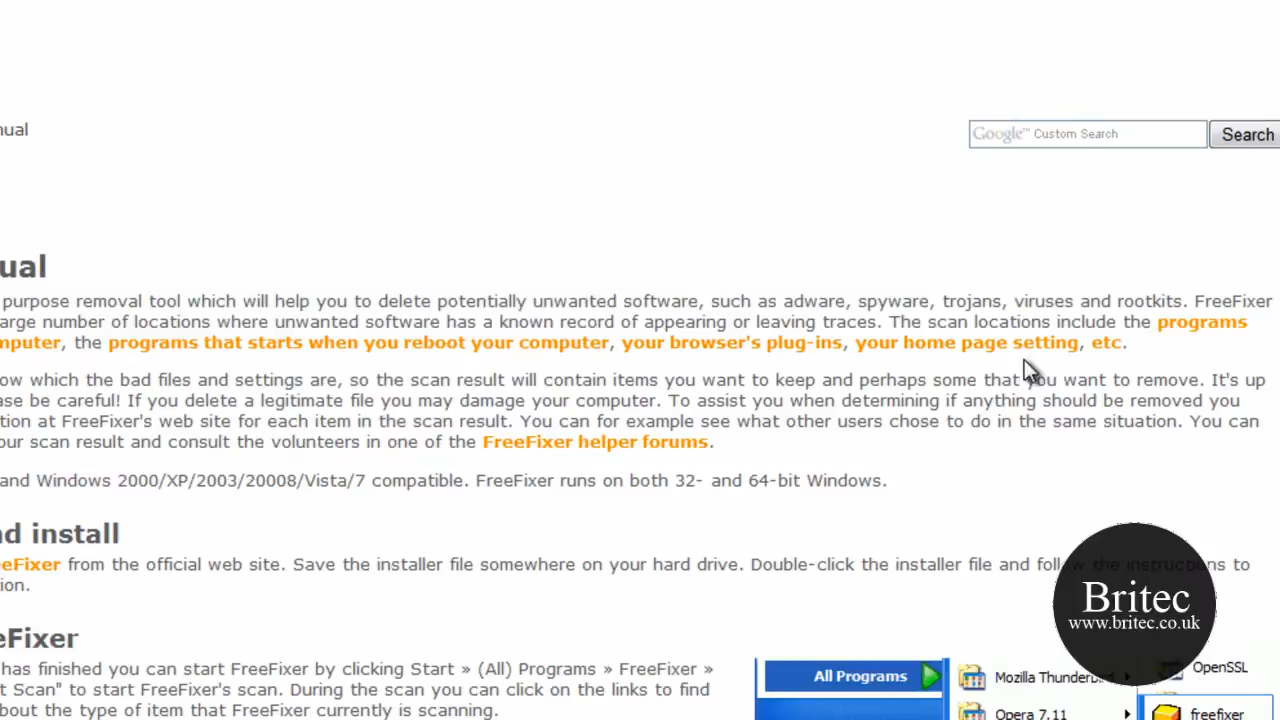 nual
Google™ Custom Search
Search
ual
purpose removal tool which will help you to delete potentially unwanted software, such as adware, spyware, trojans, viruses and rootkits. FreeFixer
arge number of locations where unwanted software has a known record of appearing or leaving traces. The scan locations include the programs
mputer, the programs that starts when you reboot your computer, your browser's plug-ins, your home page setting, etc.
ow which the bad files and settings are, so the scan result will contain items you want to keep and perhaps some that you want to remove. It's up
ase be careful! If you delete a legitimate file you may damage your computer. To assist you when determining if anything should be removed you
tion at FreeFixer's web site for each item in the scan result. You can for example see what other users chose to do in the same situation. You can
our scan result and consult the volunteers in one of the FreeFixer helper forums.
and Windows 2000/XP/2003/20008/Vista/7 compatible. FreeFixer runs on both 32- and 64-bit Windows.
nd install
eFixer from the official web site. Save the installer file somewhere on your hard drive. Double-click the installer file and follow the instructions to
ion.
Britec
www.britec.co.uk
eFixer
has finished you can start FreeFixer by clicking Start » (All) Programs » FreeFixer »
t Scan" to start FreeFixer's scan. During the scan you can click on the links to find
bout the type of item that FreeFixer currently is scanning.
All Programs
Mozilla Thunderbird
OpenSSL
Opera 7.11
freefixer